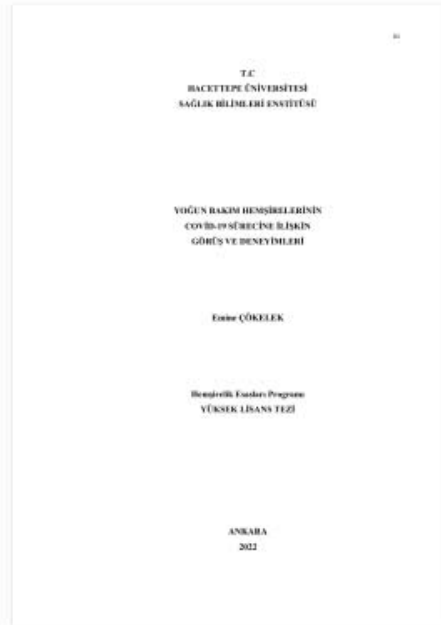 T.C
HACETTEPE ÜNİVERSİTESİ
SAĞLIK BİLİMLERİ ENSTİTÜSÜ
YOĞUN BAKIM HEMŞİRELERİNİN
COVİD-19 SÜRECİNE İLİŞKİN
GÖRÜŞ VE DENEYİMLERİ
Emine ÇÖKELEK
Hemşirelik Esasları Programı
YÜKSEK LİSANS TEZİ
ANKARA
2022